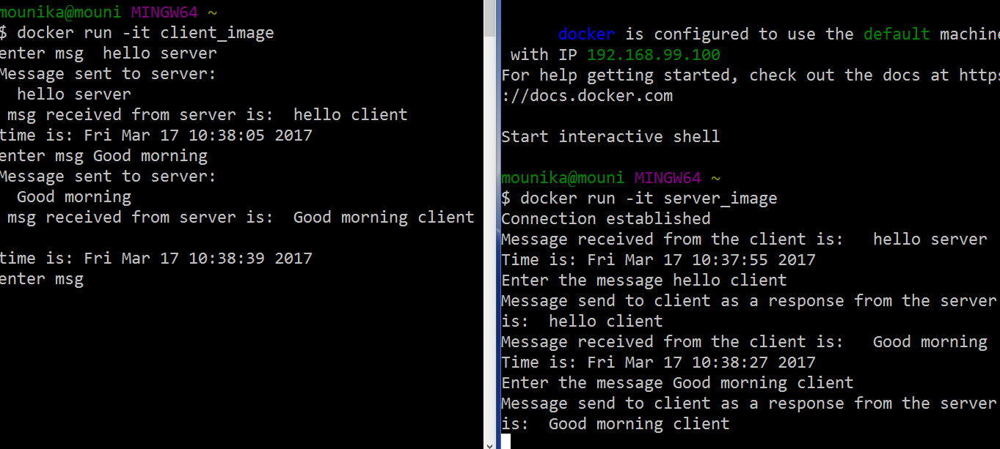 mounika@mouni MINGW64 ~
$ docker run -it client_image
enter msg  hello server
Message sent to server:
  hello server
 msg received from server is:  hello client
time is: Fri Mar 17 10:38:05 2017
enter msg Good morning
Message sent to server:
  Good morning
 msg received from server is:  Good morning client
time is: Fri Mar 17 10:38:39 2017
enter msg
docker is configured to use the default machine
 with IP 192.168.99.100
For help getting started, check out the docs at https
://docs.docker.com
Start interactive shell
mounika@mouni MINGW64 ~
$ docker run -it server_image
Connection established
Message received from the client is:   hello server
Time is: Fri Mar 17 10:37:55 2017
Enter the message hello client
Message send to client as a response from the server
is:  hello client
Message received from the client is:   Good morning
Time is: Fri Mar 17 10:38:27 2017
Enter the message Good morning client
Message send to client as a response from the server
is:  Good morning client